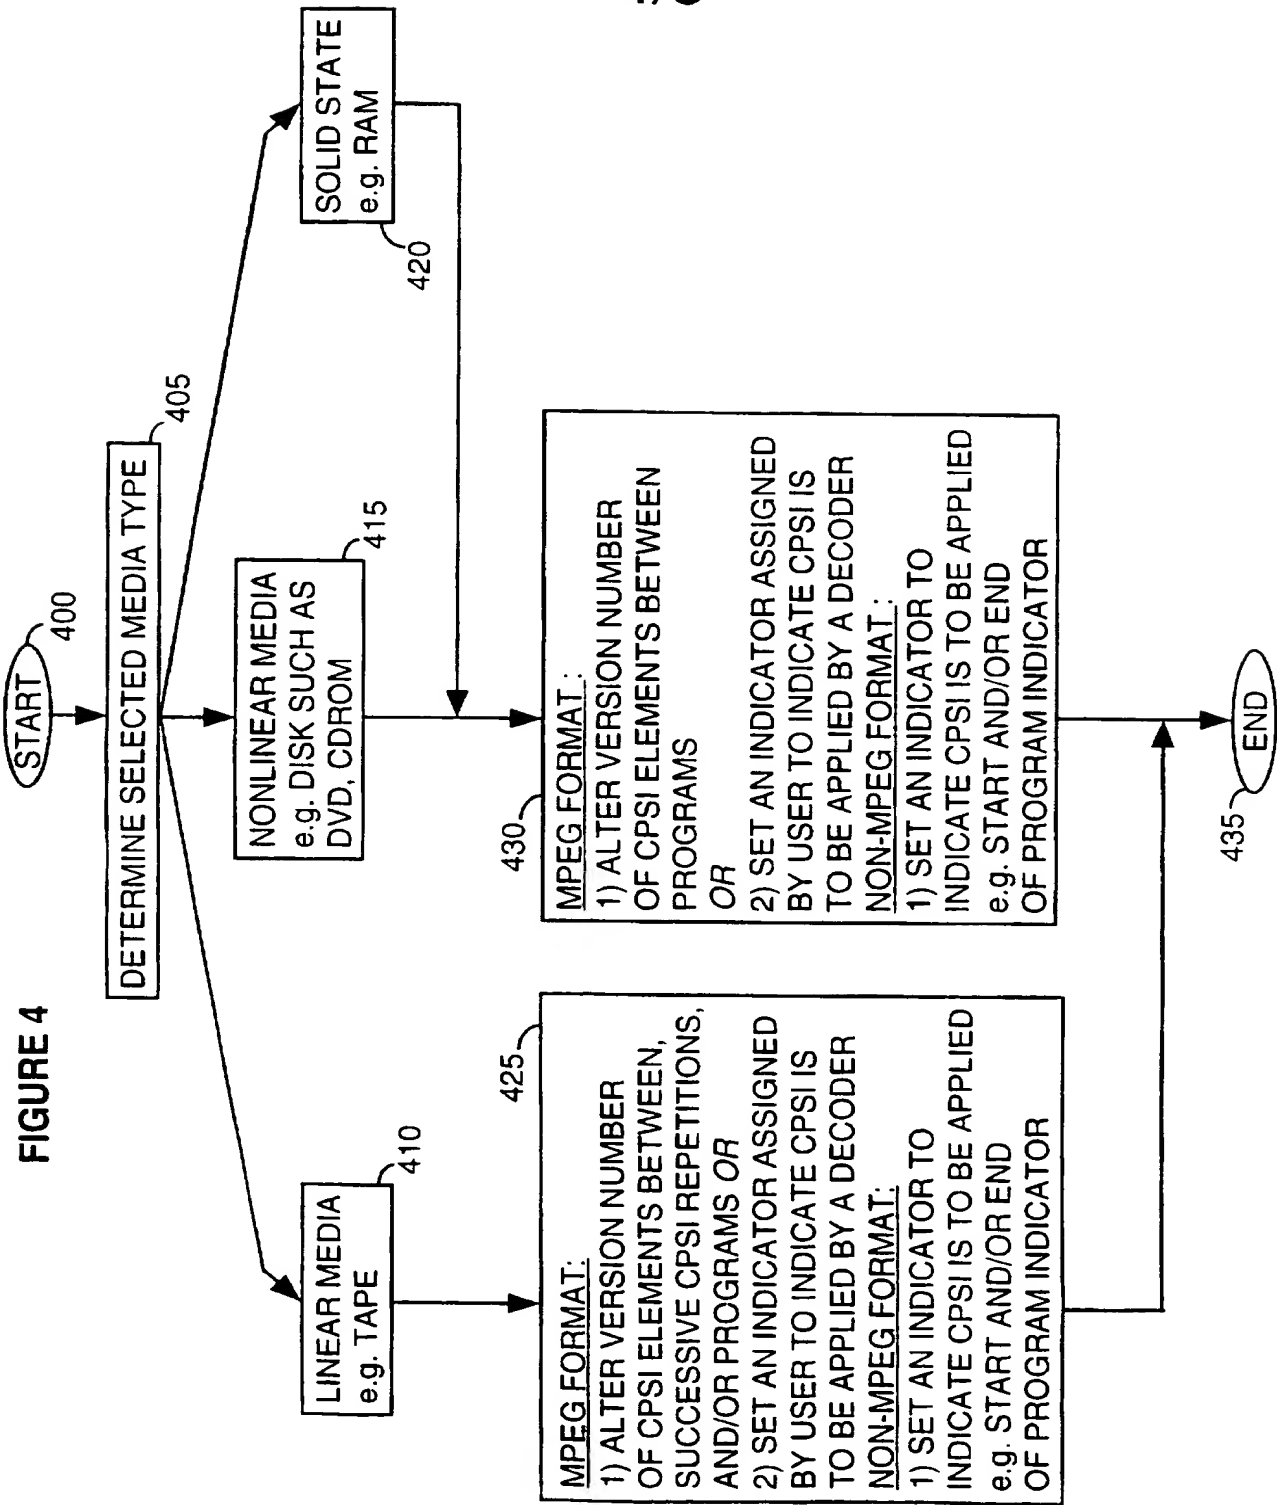 FIGURE 4
START
400
DETERMINE SELECTED MEDIA TYPE
405
LINEAR MEDIA
e.g. TAPE
410
NONLINEAR MEDIA
e.g. DISK SUCH AS
DVD, CDROM
415
SOLID STATE
e.g. RAM
420
425
MPEG FORMAT:
1) ALTER VERSION NUMBER
OF CPSI ELEMENTS BETWEEN,
SUCCESSIVE CPSI REPETITIONS,
AND/OR PROGRAMS OR
2) SET AN INDICATOR ASSIGNED
BY USER TO INDICATE CPSI IS
TO BE APPLIED BY A DECODER
NON-MPEG FORMAT:
1) SET AN INDICATOR TO
INDICATE CPSI IS TO BE APPLIED
e.g. START AND/OR END
OF PROGRAM INDICATOR
430
MPEG FORMAT :
1) ALTER VERSION NUMBER
OF CPSI ELEMENTS BETWEEN
PROGRAMS
OR
2) SET AN INDICATOR ASSIGNED
BY USER TO INDICATE CPSI IS
TO BE APPLIED BY A DECODER
NON-MPEG FORMAT :
1) SET AN INDICATOR TO
INDICATE CPSI IS TO BE APPLIED
e.g. START AND/OR END
OF PROGRAM INDICATOR
435
END